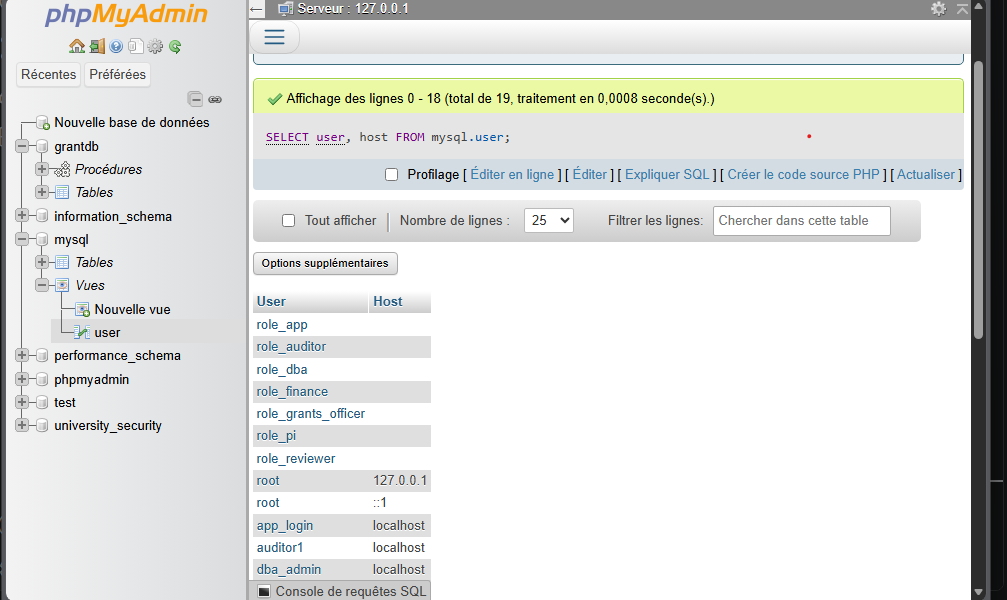 phpMyAdmin
Récentes Préférées
Nouvelle base de données
grantdb
Procédures
Tables
information_schema
mysql
Tables
Vues
Nouvelle vue
user
performance_schema
phpmyadmin
test
university_security
Serveur : 127.0.0.1
Affichage des lignes 0 - 18 (total de 19, traitement en 0,0008 seconde(s).)
SELECT user, host FROM mysql.user;
Profilage [ Éditer en ligne ] [ Éditer ] [ Expliquer SQL ] [ Créer le code source PHP ] [ Actualiser ]
Tout afficher Nombre de lignes : 25 Filtrer les lignes: Chercher dans cette table
Options supplémentaires
User Host
role_app
role_auditor
role_dba
role_finance
role_grants_officer
role_pi
role_reviewer
root 127.0.0.1
root ::1
app_login localhost
auditor1 localhost
dba_admin localhost
Console de requêtes SQL